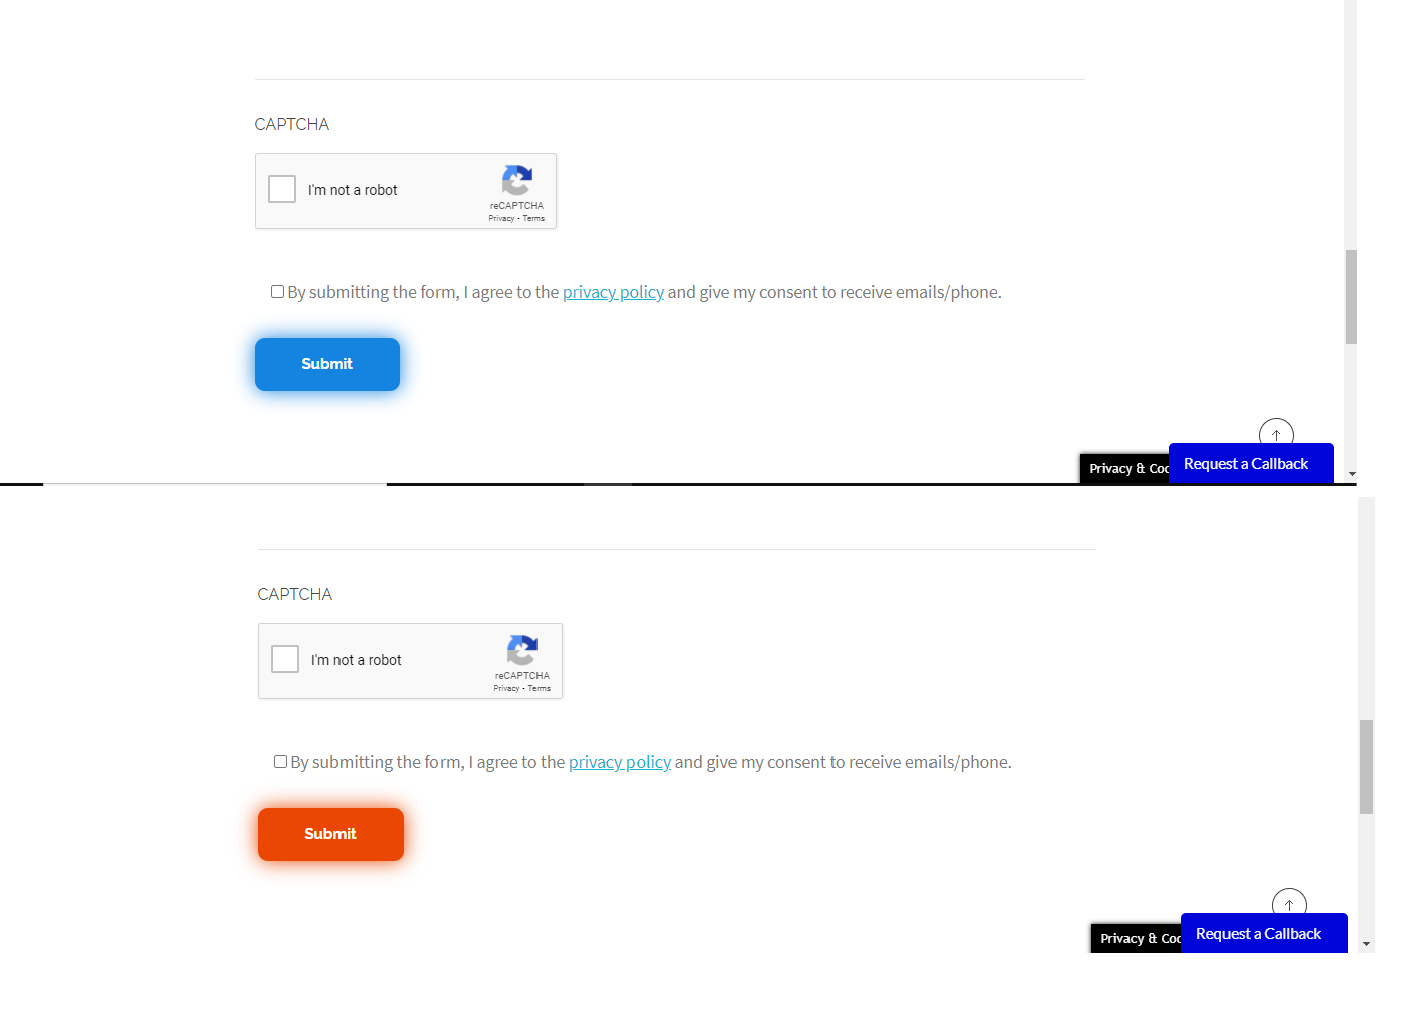 CAPTCHA
I'm not a robot
reCAPTCHA
Privacy - Terms
By submitting the form, I agree to the privacy policy and give my consent to receive emails/phone.
Submit
Privacy & Coo
Request a Callback
CAPTCHA
I'm not a robot
reCAPTCHA
Privacy - Terms
By submitting the form, I agree to the privacy policy and give my consent to receive emails/phone.
Submit
Privacy & Coo
Request a Callback